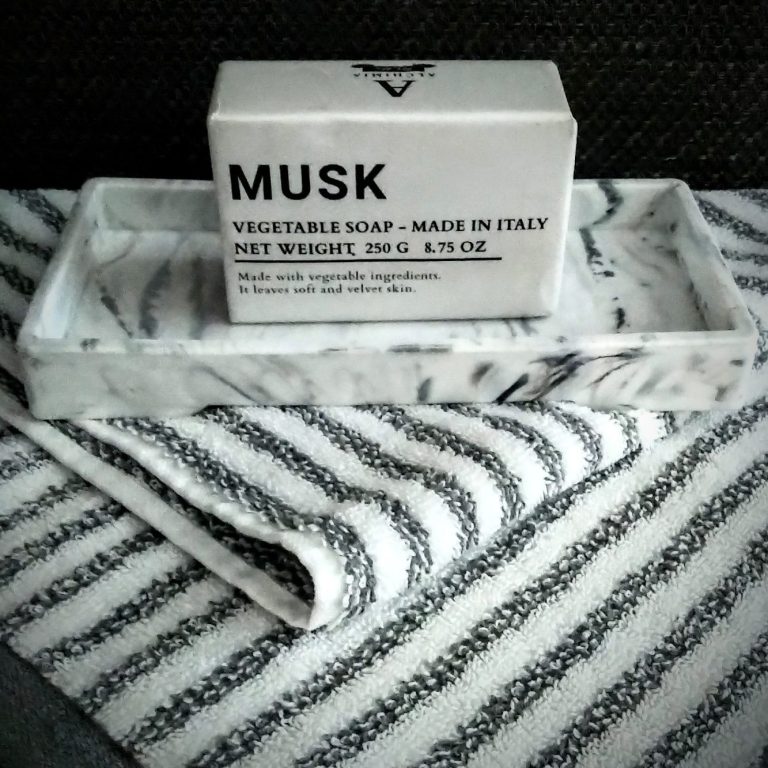 A
ALCHIMIA
MUSK
VEGETABLE SOAP - MADE IN ITALY
NET WEIGHT 250 G 8.75 OZ
Made with vegetable ingredients.
It leaves soft and velvet skin.